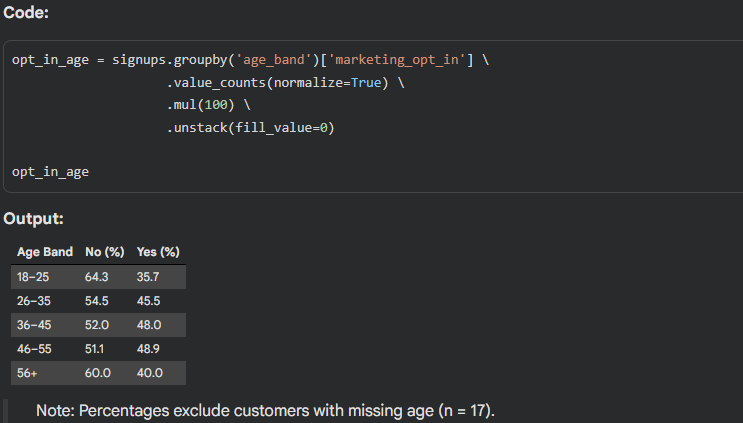 Code:
opt_in_age = signups.groupby('age_band')['marketing_opt_in'] \
.value_counts(normalize=True) \
.mul(100) \
.unstack(fill_value=0)
opt_in_age
Output:
Age Band No (%) Yes (%)
18–25 64.3 35.7
26–35 54.5 45.5
36–45 52.0 48.0
46–55 51.1 48.9
56+ 60.0 40.0
Note: Percentages exclude customers with missing age (n = 17).